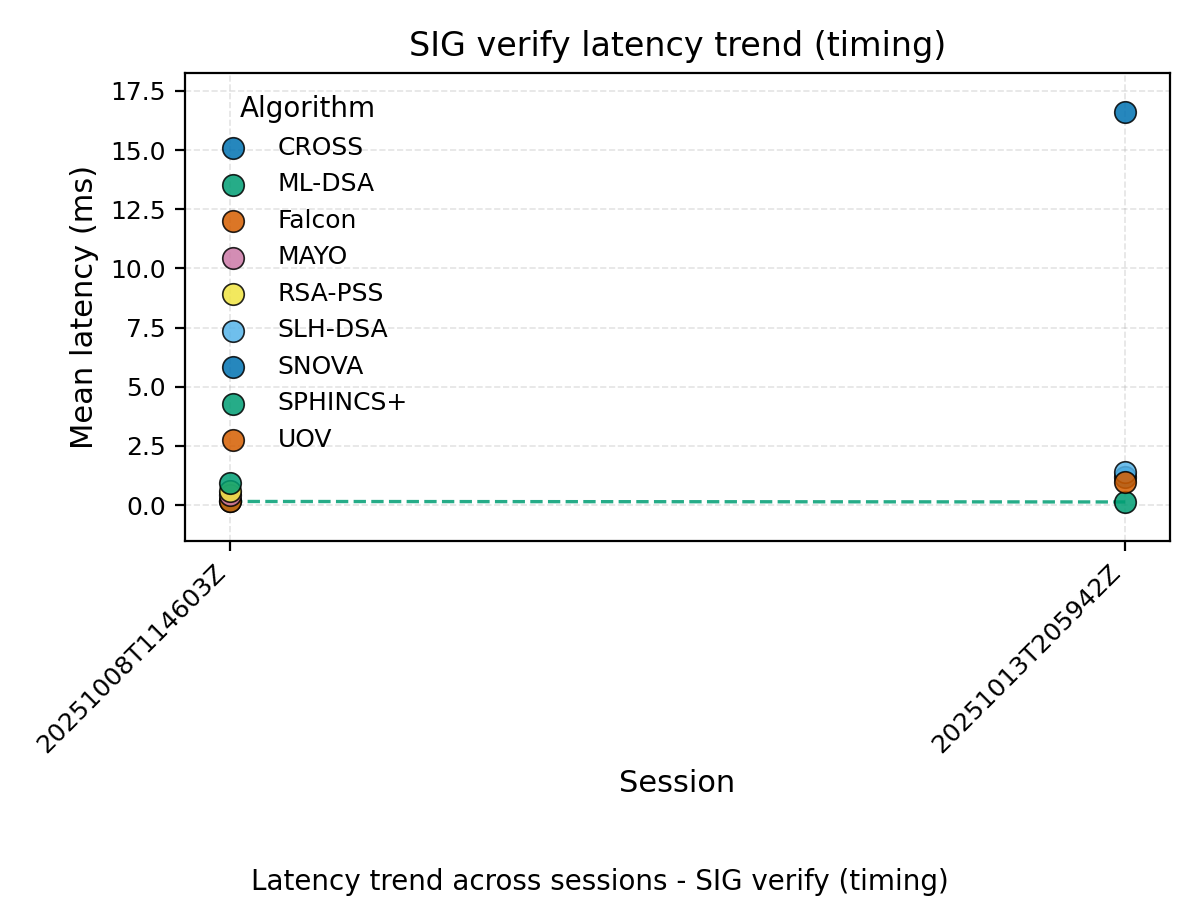 SIG verify latency trend (timing)
Mean latency (ms)
17.5
15.0
12.5
10.0
7.5
5.0
2.5
0.0
Algorithm
CROSS
ML-DSA
Falcon
MAYO
RSA-PSS
SLH-DSA
SNOVA
SPHINCS+
UOV
20251008T114603Z
20251013T205942Z
Session
Latency trend across sessions - SIG verify (timing)